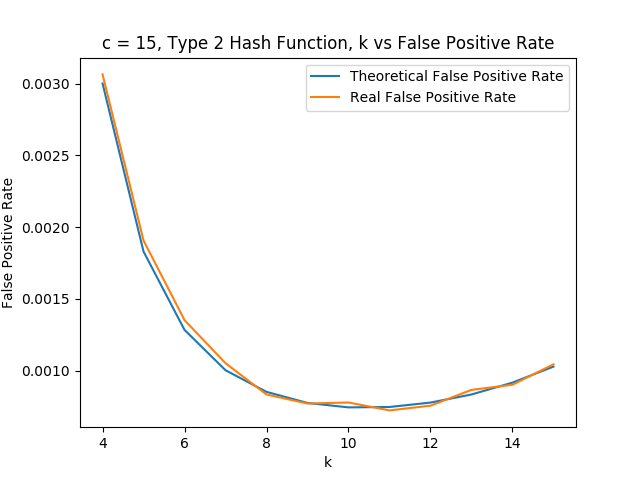 c = 15, Type 2 Hash Function, k vs False Positive Rate
Theoretical False Positive Rate
Real False Positive Rate
False Positive Rate
0.0030
0.0025
0.0020
0.0015
0.0010
4 6 8 10 12 14
k